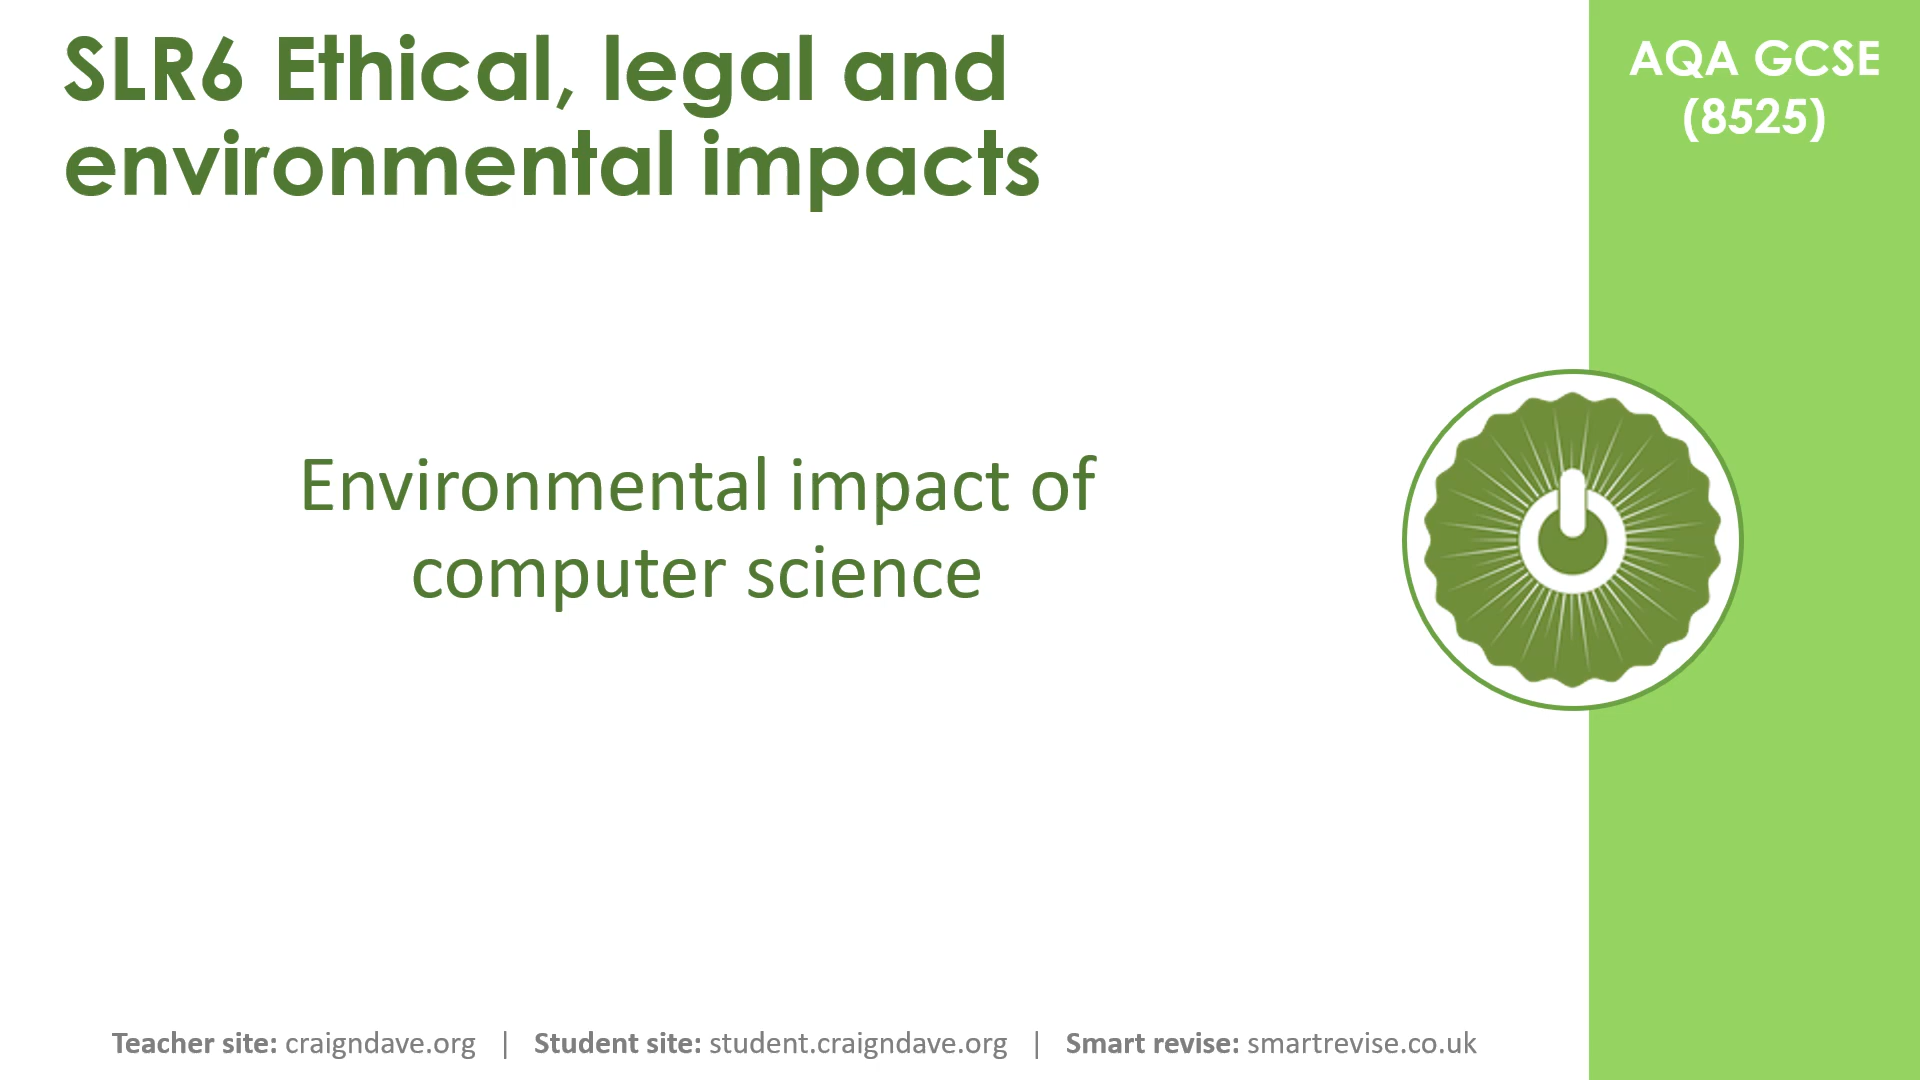 SLR6 Ethical, legal and
environmental impacts
AQA GCSE
(8525)
Environmental impact of
computer science
Teacher site: craigndave.org | Student site: student.craigndave.org | Smart revise: smartrevise.co.uk